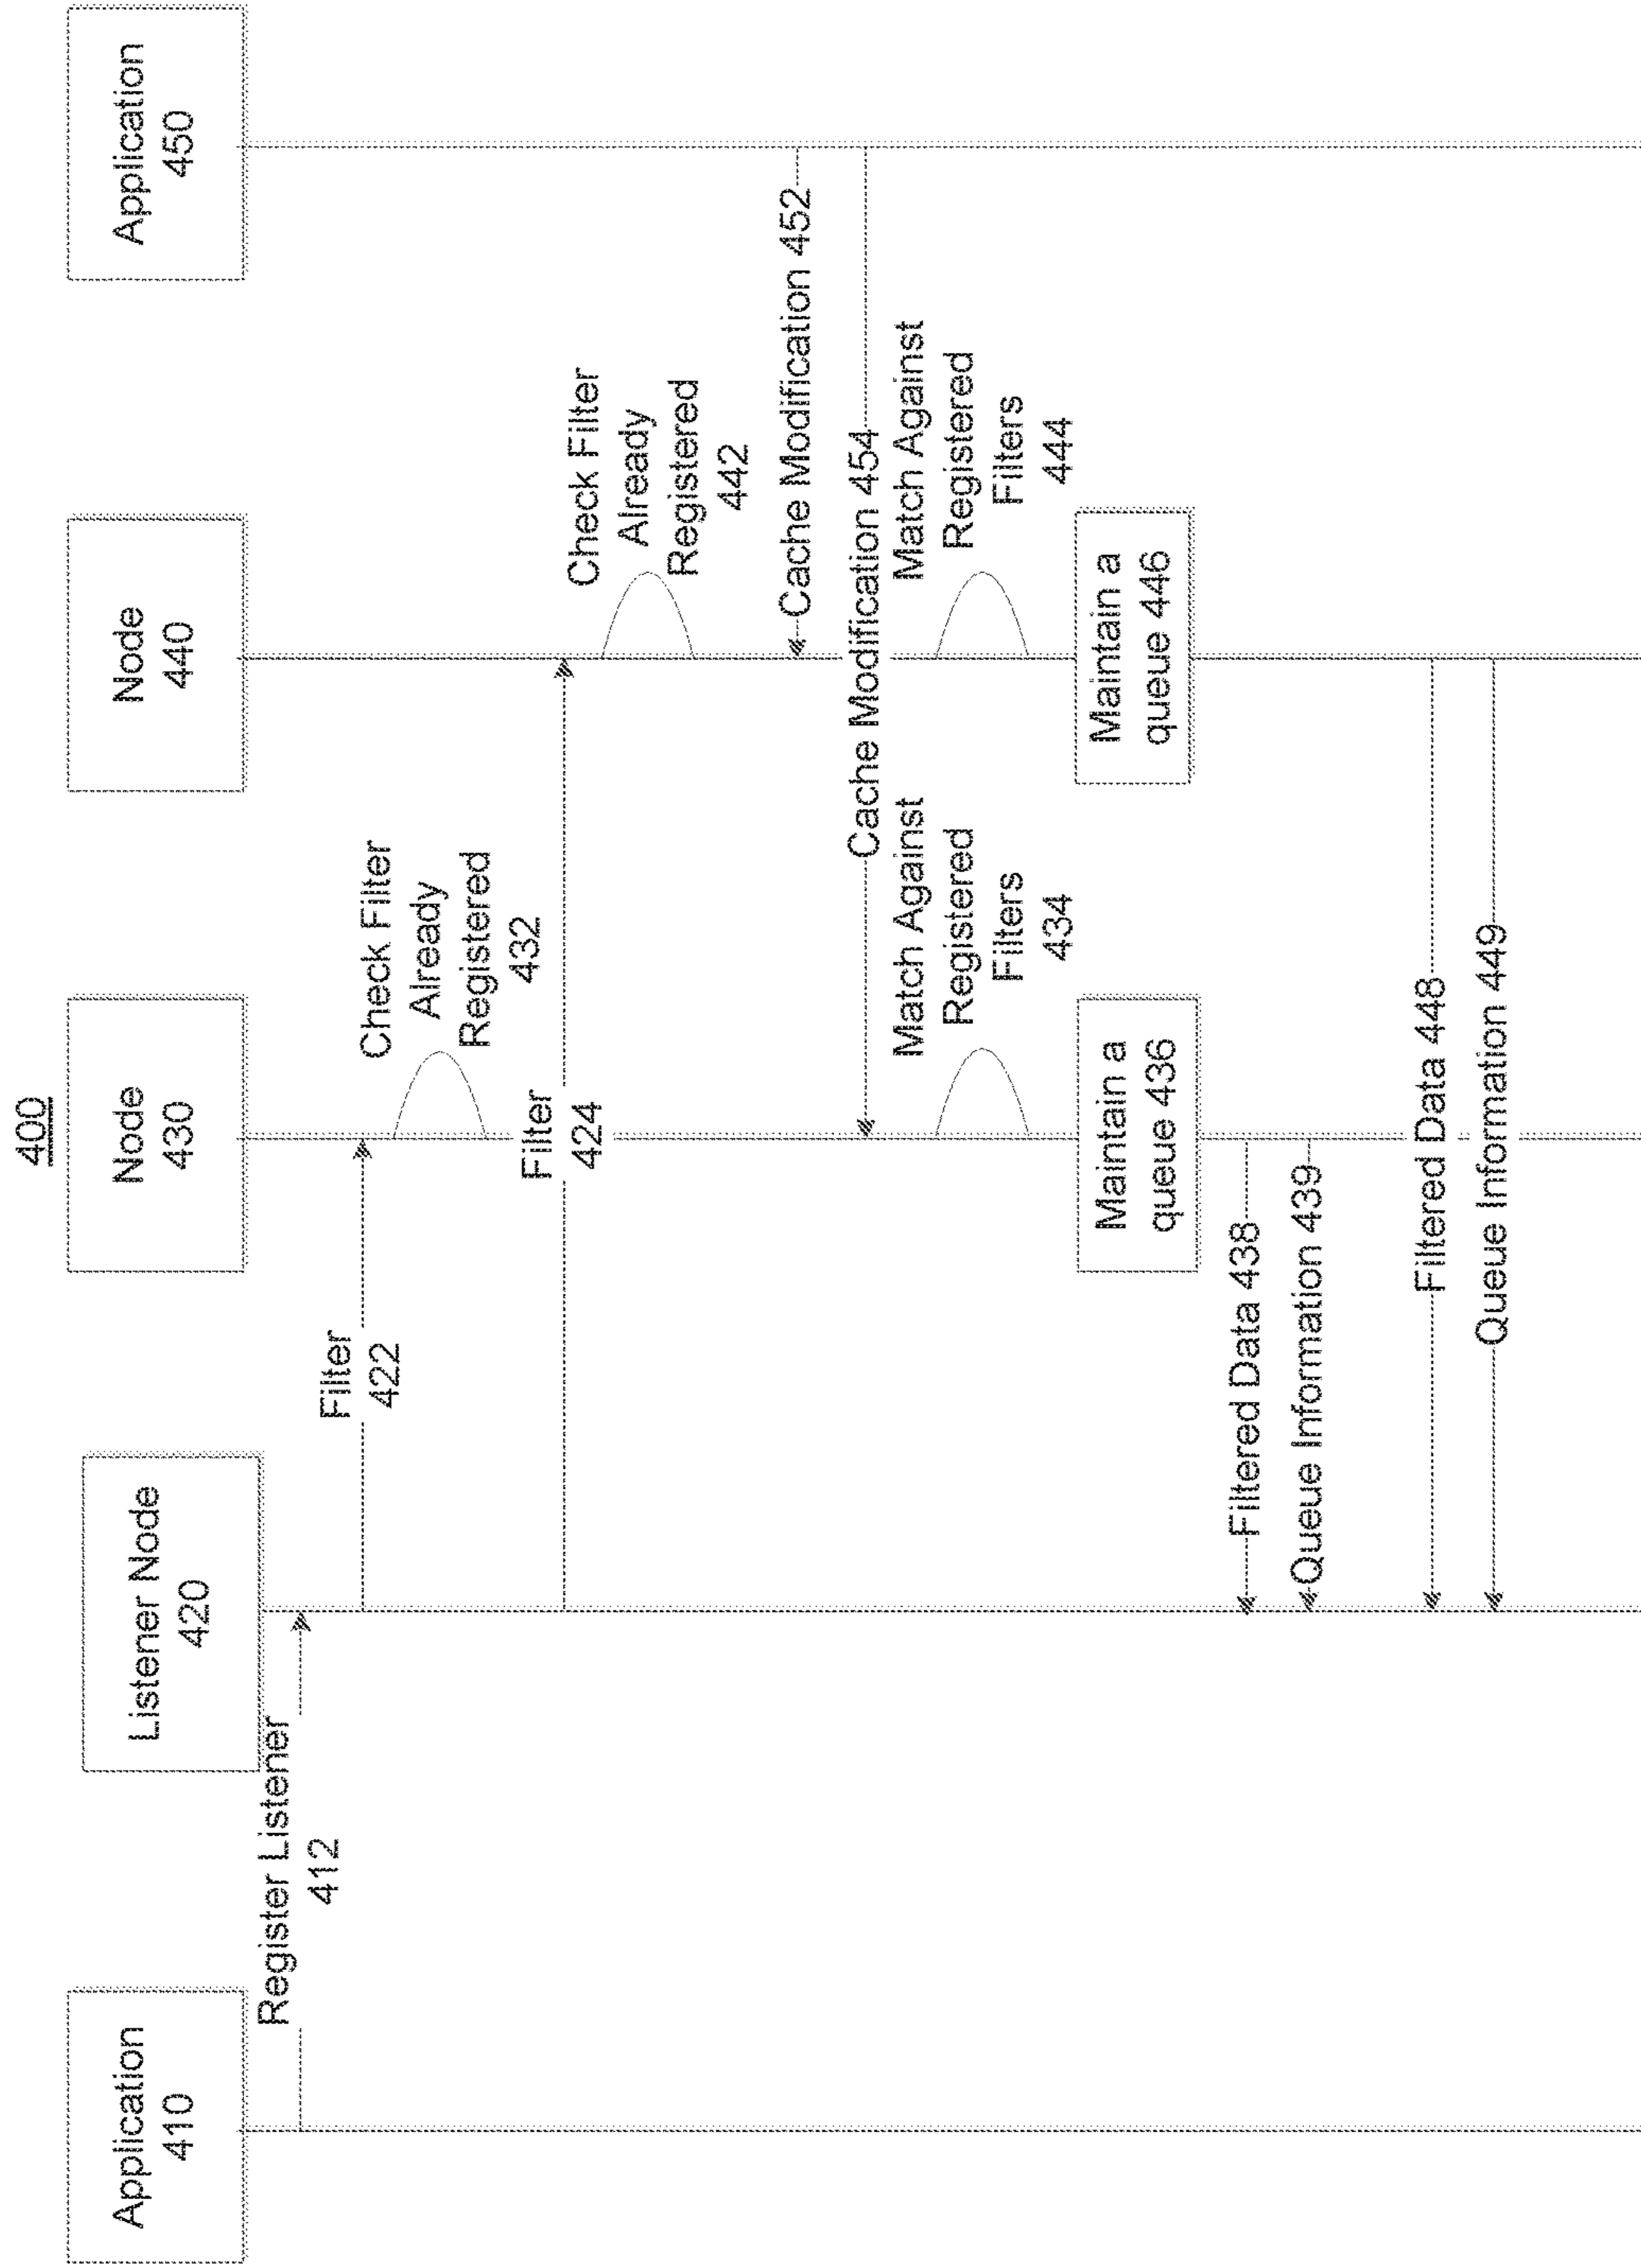 400
Application
410
Listener Node
420
Node
430
Node
440
Application
450
Register Listener
412
Filter
422
Check Filter
Already
Registered
432
Filter
424
Check Filter
Already
Registered
442
Cache Modification 452
Cache Modification 454
Match Against
Registered
Filters
434
Match Against
Registered
Filters
444
Maintain a
queue 436
Maintain a
queue 446
Filtered Data 438
Queue Information 439
Filtered Data 448
Queue Information 449